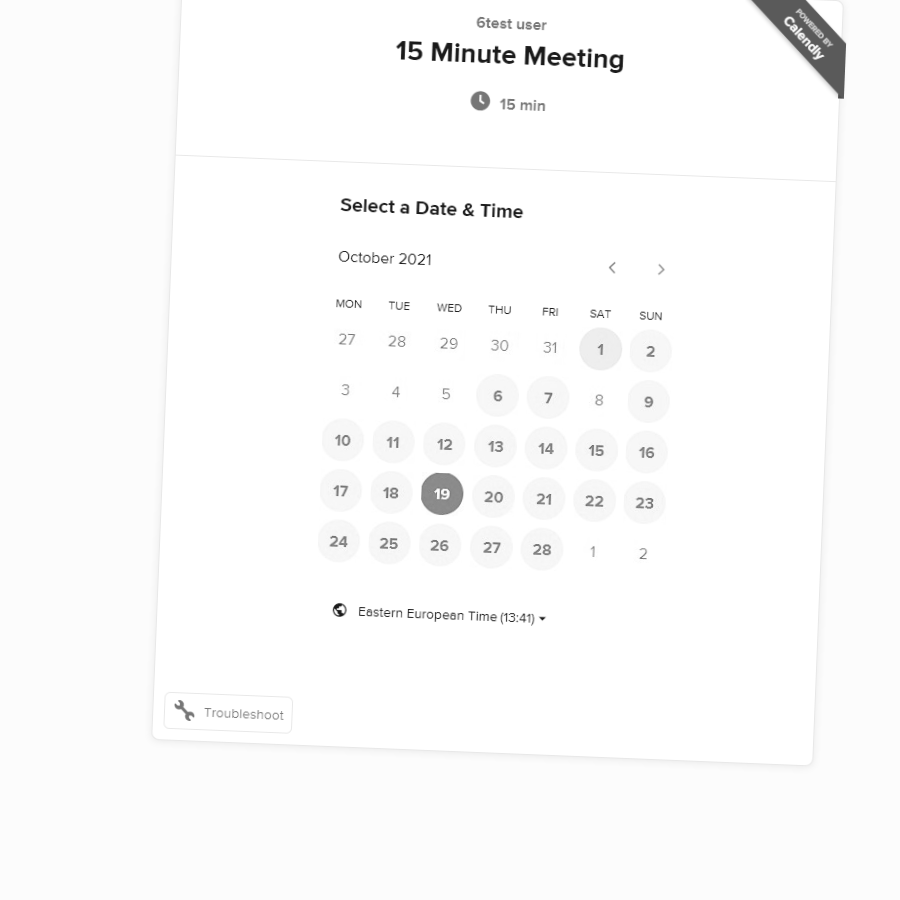 POWERED BY
Calendly
6test user
15 Minute Meeting
15 min
Select a Date & Time
October 2021
MON TUE WED THU FRI SAT SUN
27 28 29 30 31 1 2
3 4 5 6 7 8 9
10 11 12 13 14 15 16
17 18 19 20 21 22 23
24 25 26 27 28 1 2
Eastern European Time (13:41)
Troubleshoot